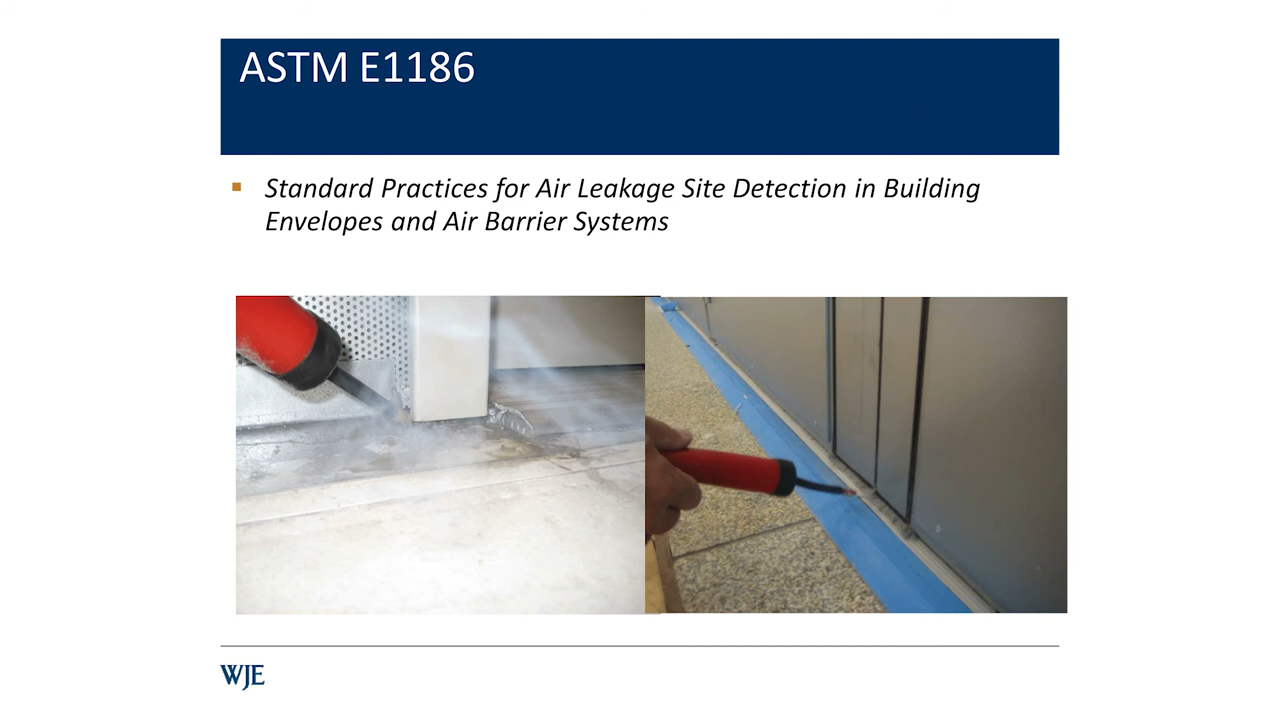 ASTM E1186
▪ Standard Practices for Air Leakage Site Detection in Building
Envelopes and Air Barrier Systems
WJE